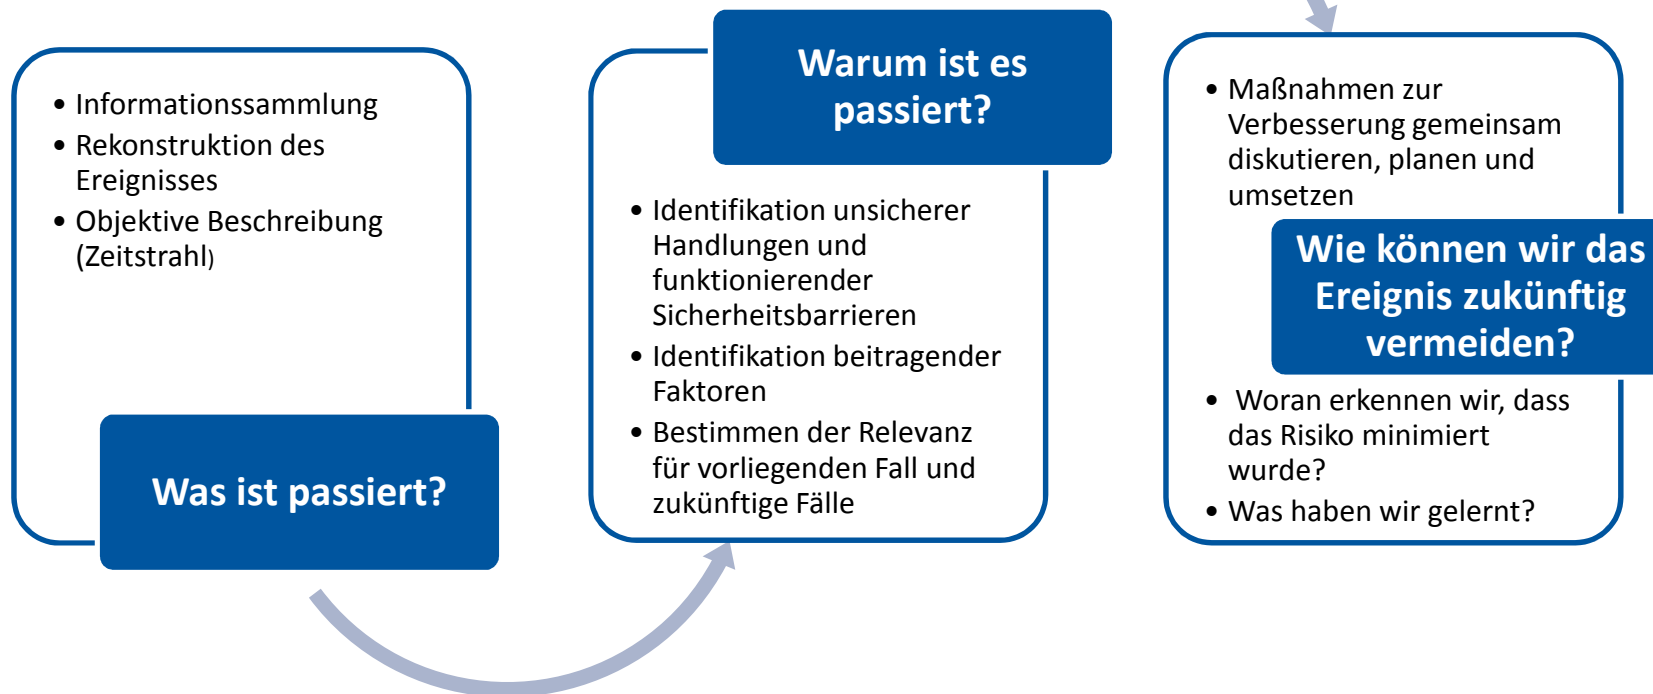 • Informationssammlung
• Rekonstruktion des
Ereignisses
• Objektive Beschreibung
(Zeitstrahl)
Was ist passiert?
Warum ist es
passiert?
• Identifikation unsicherer
Handlungen und
funktionierender
Sicherheitsbarrieren
• Identifikation beitragender
Faktoren
• Bestimmen der Relevanz
für vorliegenden Fall und
zukünftige Fälle
• Maßnahmen zur
Verbesserung gemeinsam
diskutieren, planen und
umsetzen
Wie können wir das
Ereignis zukünftig
vermeiden?
• Woran erkennen wir, dass
das Risiko minimiert
wurde?
• Was haben wir gelernt?